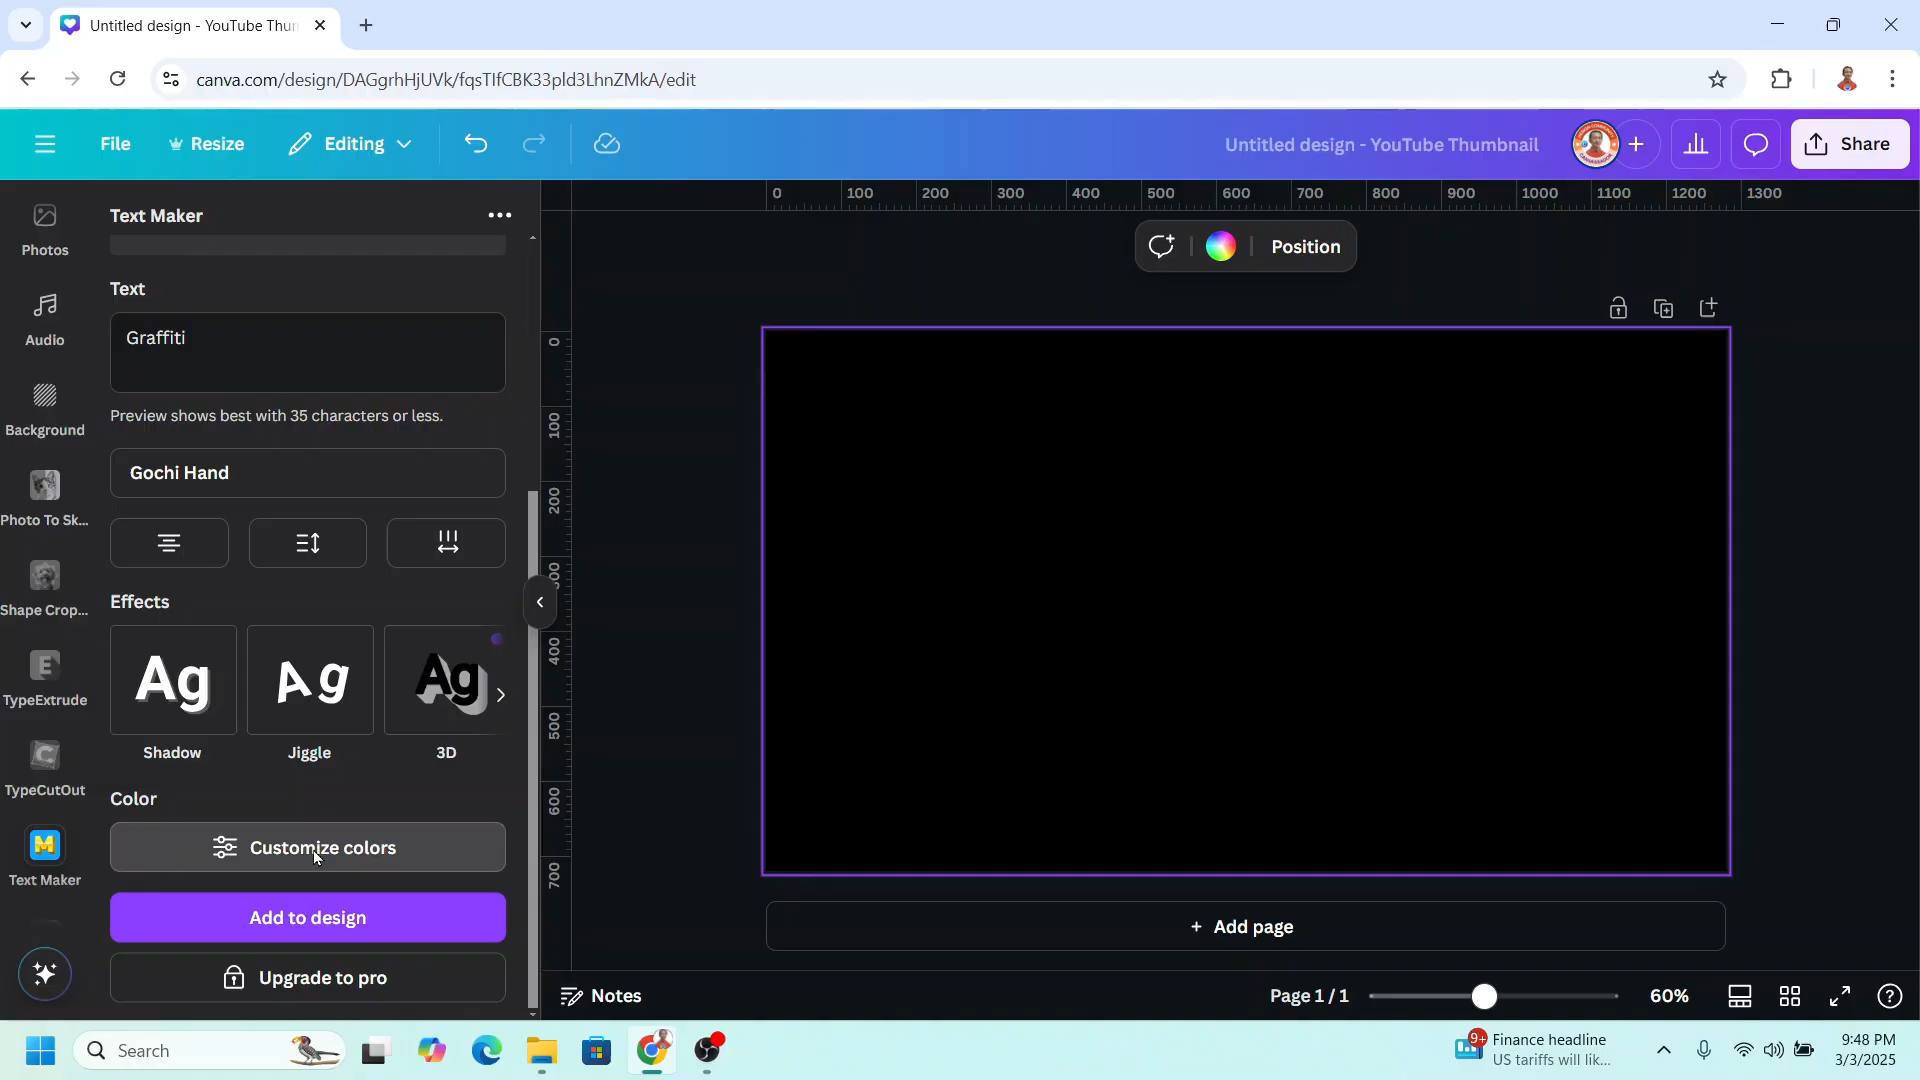 Untitled design - YouTube Thun
canva.com/design/DAGgrhHjUVk/fqsTIfCBK33pld3LhnZMkA/edit
File
Resize
Editing
Untitled design - YouTube Thumbnail
Share
Photos
Audio
Background
Photo To Sk...
Shape Crop...
TypeExtrude
TypeCutOut
Text Maker
Text Maker
Text
Graffiti
Preview shows best with 35 characters or less.
Gochi Hand
Effects
Ag
Ag
Ag
Shadow
Jiggle
3D
Color
Customize colors
Add to design
Upgrade to pro
0 100 200 300 400 500 600 700 800 900 1000 1100 1200 1300
0
100
200
300
400
500
600
700
Position
+ Add page
Notes
Page 1 / 1
60%
Search
9+
Finance headline
US tariffs will lik...
9:48 PM
3/3/2025